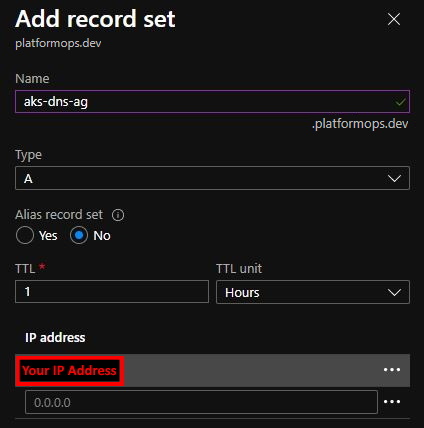 Add record set
platformops.dev
Name
aks-dns-ag
.platformops.dev
Type
A
Alias record set
Yes No
TTL * TTL unit
1 Hours
IP address
Your IP Address
0.0.0.0